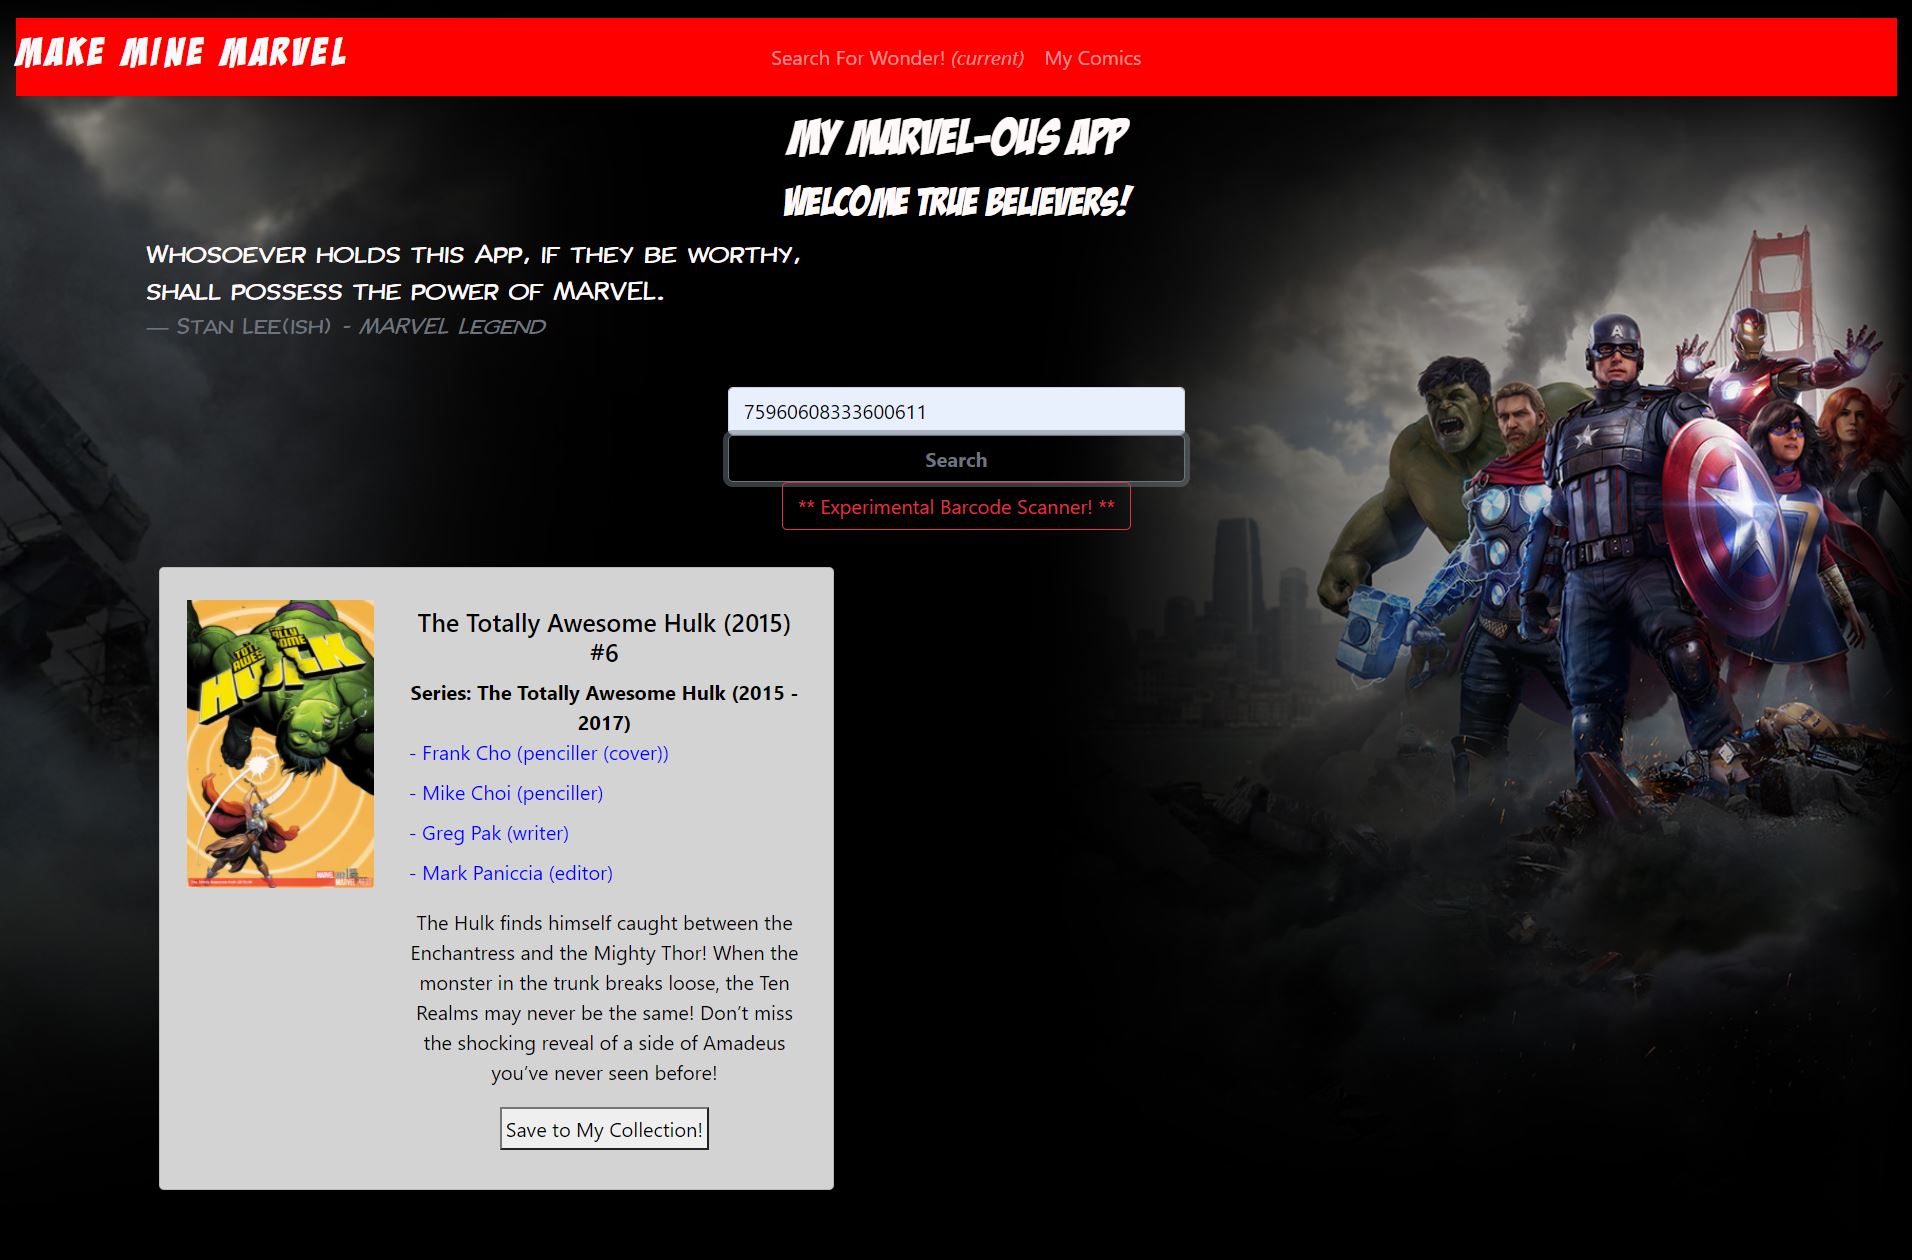 MAKE MINE MARVEL
Search For Wonder! (current) My Comics
MY MARVEL-OUS APP
WELCOME TRUE BELIEVERS!
WHOSOEVER HOLDS THIS APP, IF THEY BE WORTHY,
SHALL POSSESS THE POWER OF MARVEL.
— STAN LEE(ISH) - MARVEL LEGEND
75960608333600611
Search
** Experimental Barcode Scanner! **
The Totally Awesome Hulk (2015)
#6
Series: The Totally Awesome Hulk (2015 -
2017)
- Frank Cho (penciller (cover))
- Mike Choi (penciller)
- Greg Pak (writer)
- Mark Paniccia (editor)
HULK
MARVEL
The Hulk finds himself caught between the
Enchantress and the Mighty Thor! When the
monster in the trunk breaks loose, the Ten
Realms may never be the same! Don’t miss
the shocking reveal of a side of Amadeus
you’ve never seen before!
Save to My Collection!